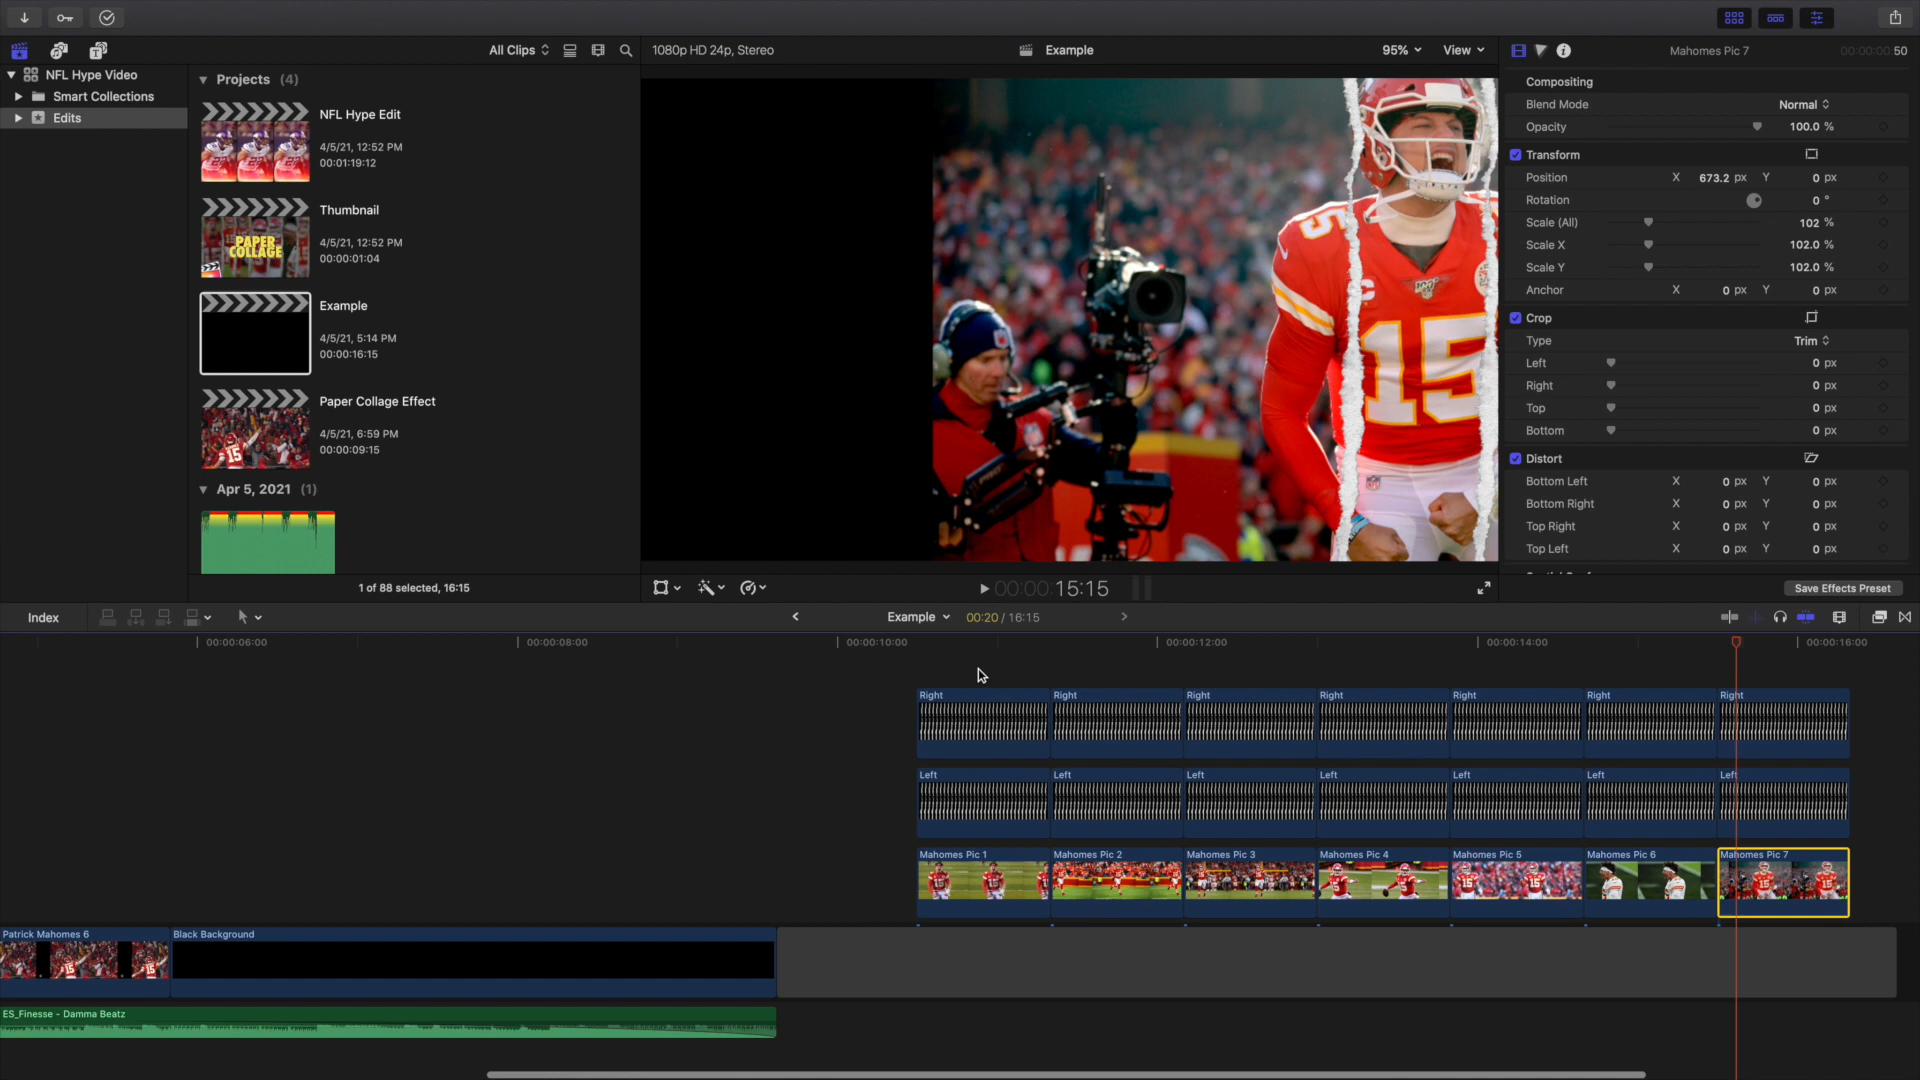 All Clips
1080p HD 24p, Stereo
Example
95%
View
Mahomes Pic 7
00:00:00:50
NFL Hype Video
Smart Collections
Edits
Projects (4)
NFL Hype Edit
4/5/21, 12:52 PM
00:01:19:12
Thumbnail
4/5/21, 12:52 PM
00:00:01:04
PAPER
COLLAGE
Example
4/5/21, 5:14 PM
00:00:16:15
Paper Collage Effect
4/5/21, 6:59 PM
00:00:09:15
Apr 5, 2021 (1)
1 of 88 selected, 16:15
15
15
Compositing
Blend Mode Normal
Opacity 100.0 %
Transform
Position X 673.2 px Y 0 px
Rotation 0 °
Scale (All) 102 %
Scale X 102.0 %
Scale Y 102.0 %
Anchor X 0 px Y 0 px
Crop
Type Trim
Left 0 px
Right 0 px
Top 0 px
Bottom 0 px
Distort
Bottom Left X 0 px Y 0 px
Bottom Right X 0 px Y 0 px
Top Right X 0 px Y 0 px
Top Left X 0 px Y 0 px
Save Effects Preset
00:00:15:15
Index
Example
00:20 / 16:15
00:00:06:00
00:00:08:00
00:00:10:00
00:00:12:00
00:00:14:00
00:00:16:00
Right Right Right Right Right Right Right
Left Left Left Left Left Left Left
Mahomes Pic 1
Mahomes Pic 2
Mahomes Pic 3
Mahomes Pic 4
Mahomes Pic 5
Mahomes Pic 6
Mahomes Pic 7
Patrick Mahomes 6
Black Background
ES_Finesse - Damma Beatz